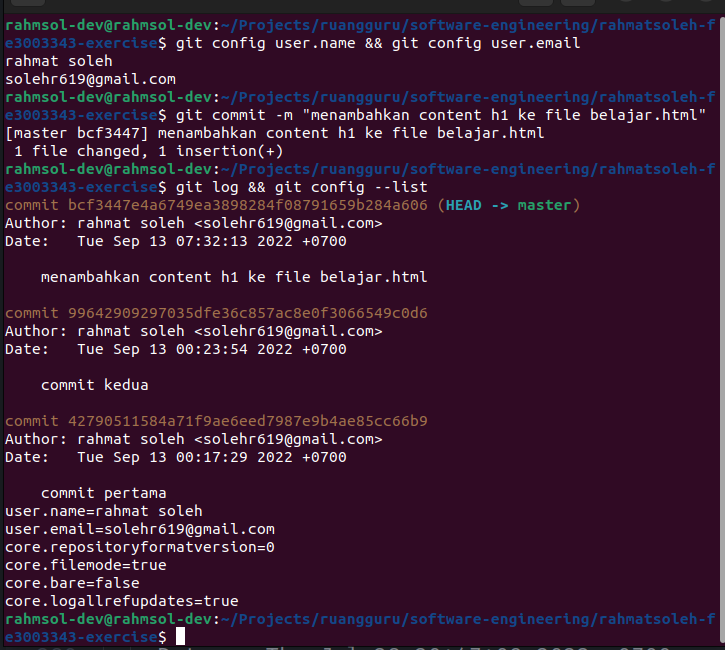 rahmsol-dev@rahmsol-dev:~/Projects/ruangguru/software-engineering/rahmatsoleh-f
e3003343-exercise$ git config user.name && git config user.email
rahmat soleh
solehr619@gmail.com
rahmsol-dev@rahmsol-dev:~/Projects/ruangguru/software-engineering/rahmatsoleh-f
e3003343-exercise$ git commit -m "menambahkan content h1 ke file belajar.html"
[master bcf3447] menambahkan content h1 ke file belajar.html
 1 file changed, 1 insertion(+)
rahmsol-dev@rahmsol-dev:~/Projects/ruangguru/software-engineering/rahmatsoleh-f
e3003343-exercise$ git log && git config --list
commit bcf3447e4a6749ea3898284f08791659b284a606 (HEAD -> master)
Author: rahmat soleh <solehr619@gmail.com>
Date:   Tue Sep 13 07:32:13 2022 +0700
    menambahkan content h1 ke file belajar.html
commit 99642909297035dfe36c857ac8e0f3066549c0d6
Author: rahmat soleh <solehr619@gmail.com>
Date:   Tue Sep 13 00:23:54 2022 +0700
    commit kedua
commit 42790511584a71f9ae6eed7987e9b4ae85cc66b9
Author: rahmat soleh <solehr619@gmail.com>
Date:   Tue Sep 13 00:17:29 2022 +0700
    commit pertama
user.name=rahmat soleh
user.email=solehr619@gmail.com
core.repositoryformatversion=0
core.filemode=true
core.bare=false
core.logallrefupdates=true
rahmsol-dev@rahmsol-dev:~/Projects/ruangguru/software-engineering/rahmatsoleh-f
e3003343-exercise$